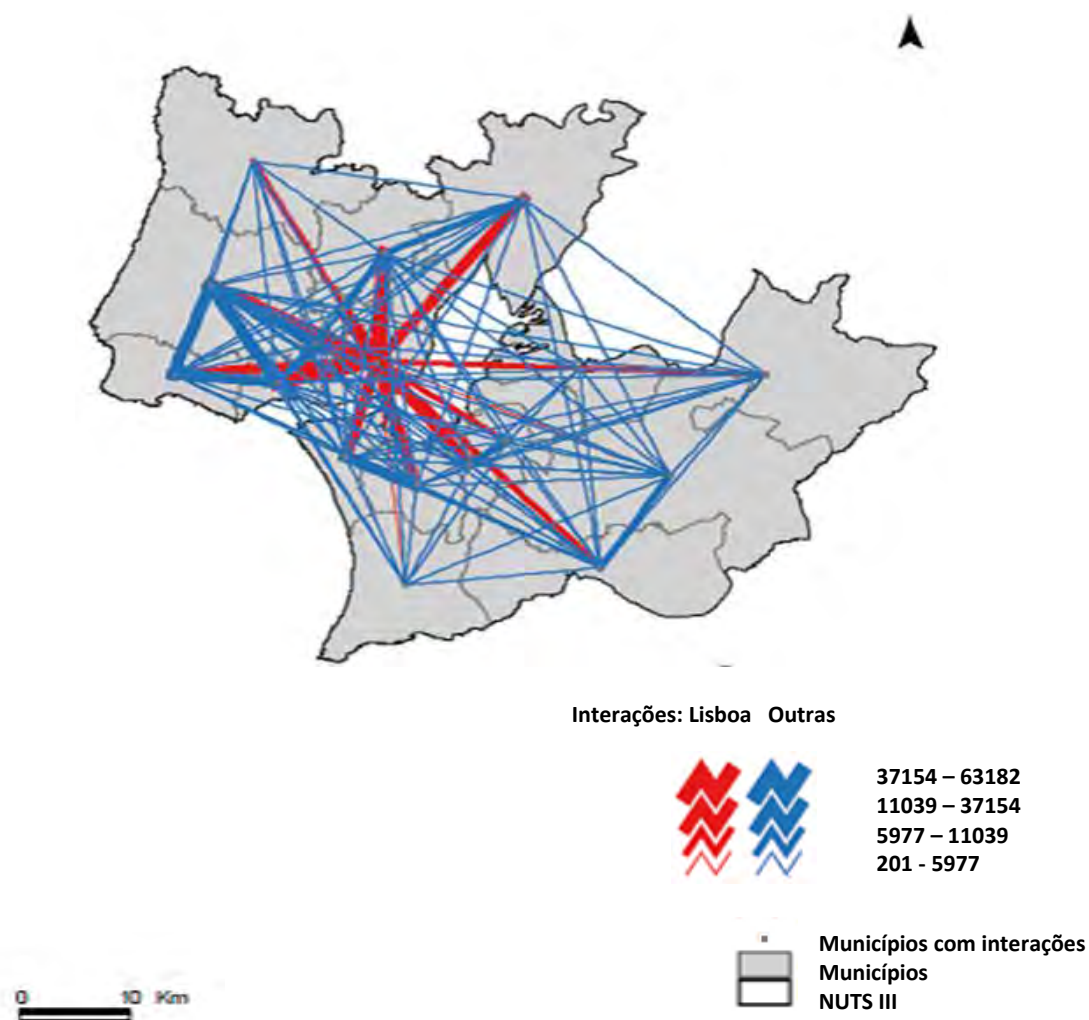 Interações: Lisboa Outras
37154 – 63182
11039 – 37154
5977 – 11039
201 - 5977
Municípios com interações
Municípios
NUTS III
0 10 Km